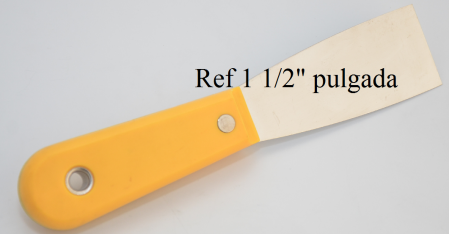 Ref 1 1/2" pulgada